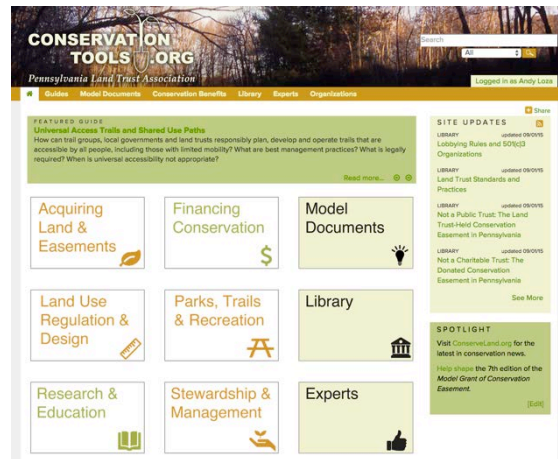 CONSERVATION
TOOLS .ORG
Pennsylvania Land Trust Association
Search
All
Logged in as Andy Loza
Guides Model Documents Conservation Benefits Library Experts Organizations
Share
FEATURED GUIDE
Universal Access Trails and Shared Use Paths
How can trail groups, local governments and land trusts responsibly plan, develop and operate trails that are
accessible by all people, including those with limited mobility? What are best management practices? What is legally
required? When is universal accessibility not appropriate?
Read more...
Acquiring
Land &
Easements
Financing
Conservation
$
Model
Documents
Land Use
Regulation &
Design
Parks, Trails
& Recreation
Library
Research &
Education
Stewardship &
Management
Experts
SITE UPDATES
LIBRARY updated 09/01/15
Lobbying Rules and 501(c)3
Organizations
LIBRARY updated 09/01/15
Land Trust Standards and
Practices
LIBRARY updated 09/01/15
Not a Public Trust: The Land
Trust-Held Conservation
Easement in Pennsylvania
LIBRARY updated 09/01/15
Not a Charitable Trust: The
Donated Conservation
Easement in Pennsylvania
See More
SPOTLIGHT
Visit ConserveLand.org for the
latest in conservation news.
Help shape the 7th edition of the
Model Grant of Conservation
Easement.
[Edit]